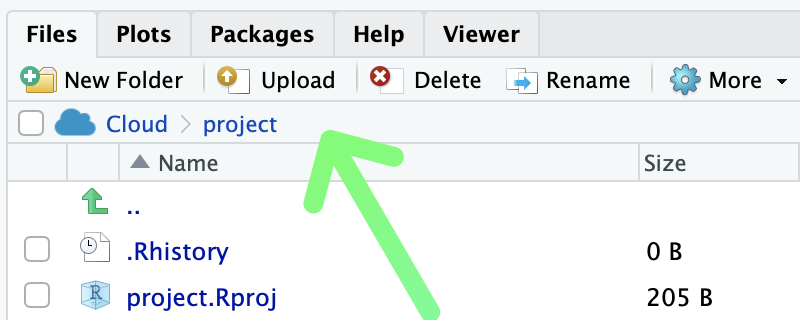 Files Plots Packages Help Viewer
New Folder Upload Delete Rename More
Cloud project
Name Size
..
.Rhistory 0 B
R project.Rproj 205 B